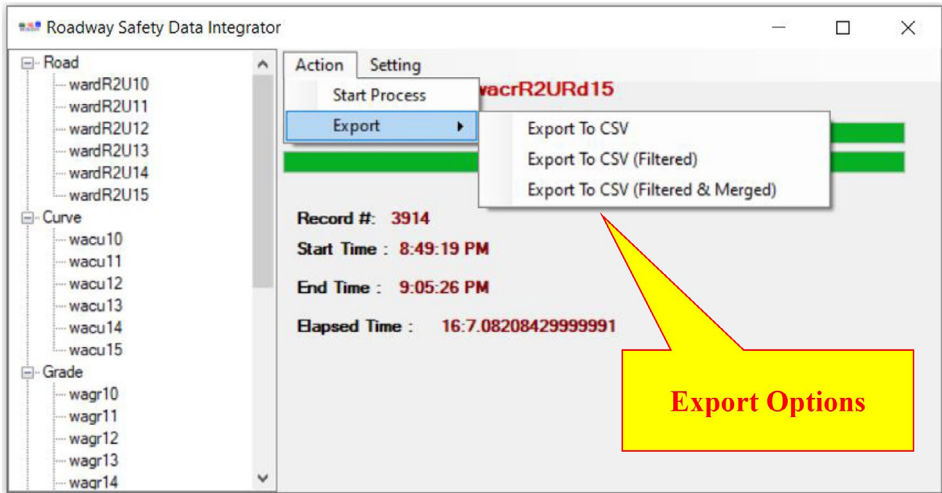 Roadway Safety Data Integrator
Road
wardR2U10
wardR2U11
wardR2U12
wardR2U13
wardR2U14
wardR2U15
Curve
wacu10
wacu11
wacu12
wacu13
wacu14
wacu15
Grade
wagr10
wagr11
wagr12
wagr13
wagr14
Action Setting
vacrR2URd15
Start Process
Export
Export To CSV
Export To CSV (Filtered)
Export To CSV (Filtered & Merged)
Record #: 3914
Start Time : 8:49:19 PM
End Time : 9:05:26 PM
Elapsed Time : 16:7.08208429999991
Export Options